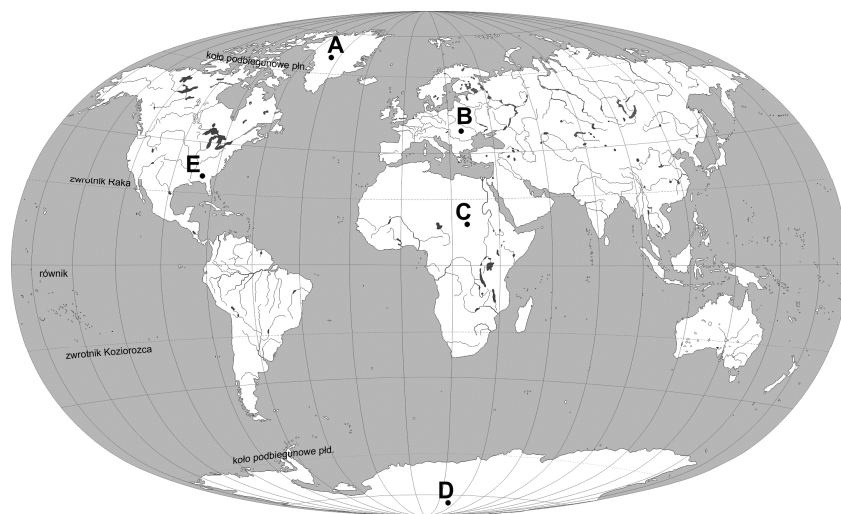 A
koło podbiegunowe płn.
B
E
zwrotnik Raka
C
równik
zwrotnik Koziorożca
koło podbiegunowe płd.
D